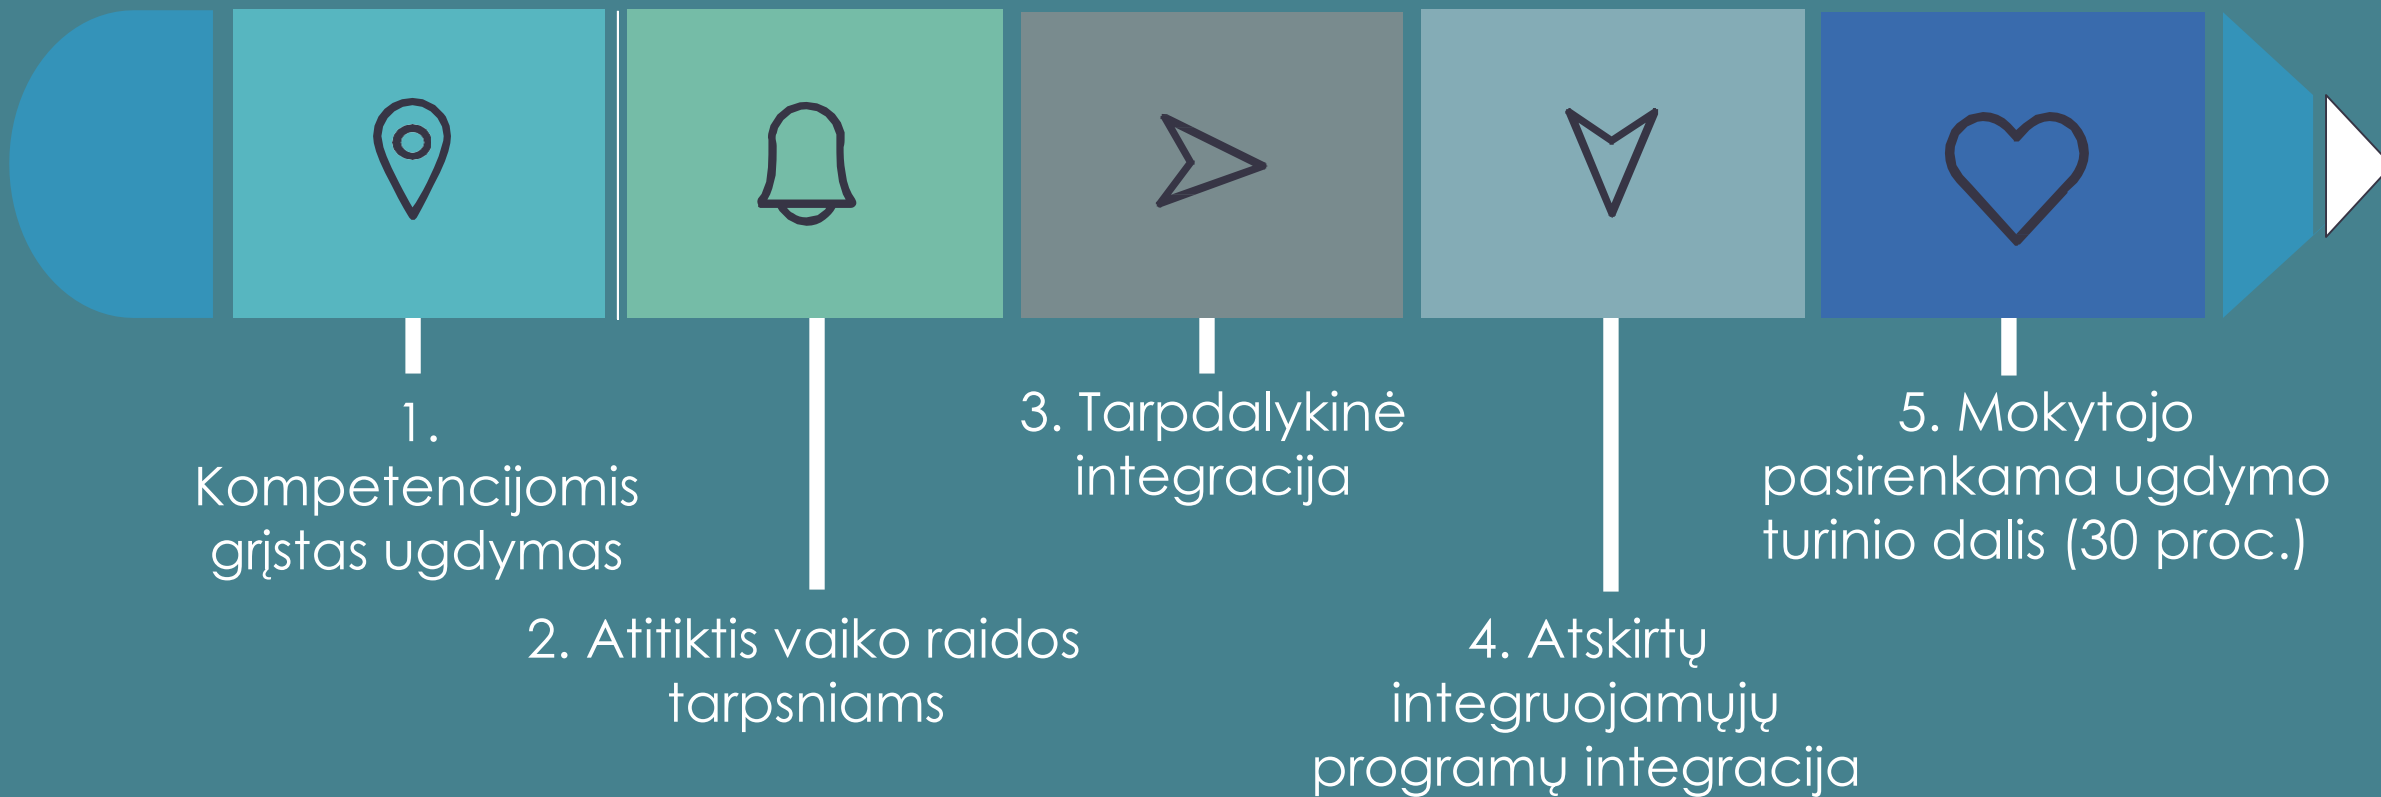 1.
Kompetencijomis
grįstas ugdymas
2. Atitiktis vaiko raidos
tarpsniams
3. Tarpdalykinė
integracija
4. Atskirtų
integruojamųjų
programų integracija
5. Mokytojo
pasirenkama ugdymo
turinio dalis (30 proc.)